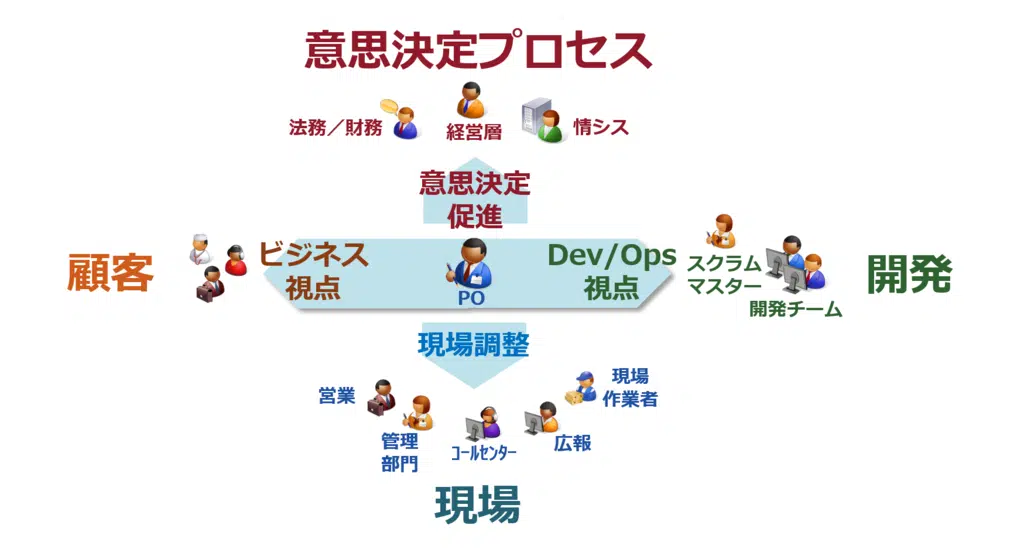 意思決定プロセス
法務／財務
経営層
情シス
意思決定
促進
顧客
ビジネス
視点
PO
Dev/Ops
視点
スクラム
マスター
開発チーム
開発
現場調整
営業
管理
部門
ｺｰﾙｾﾝﾀｰ
広報
現場
作業者
現場